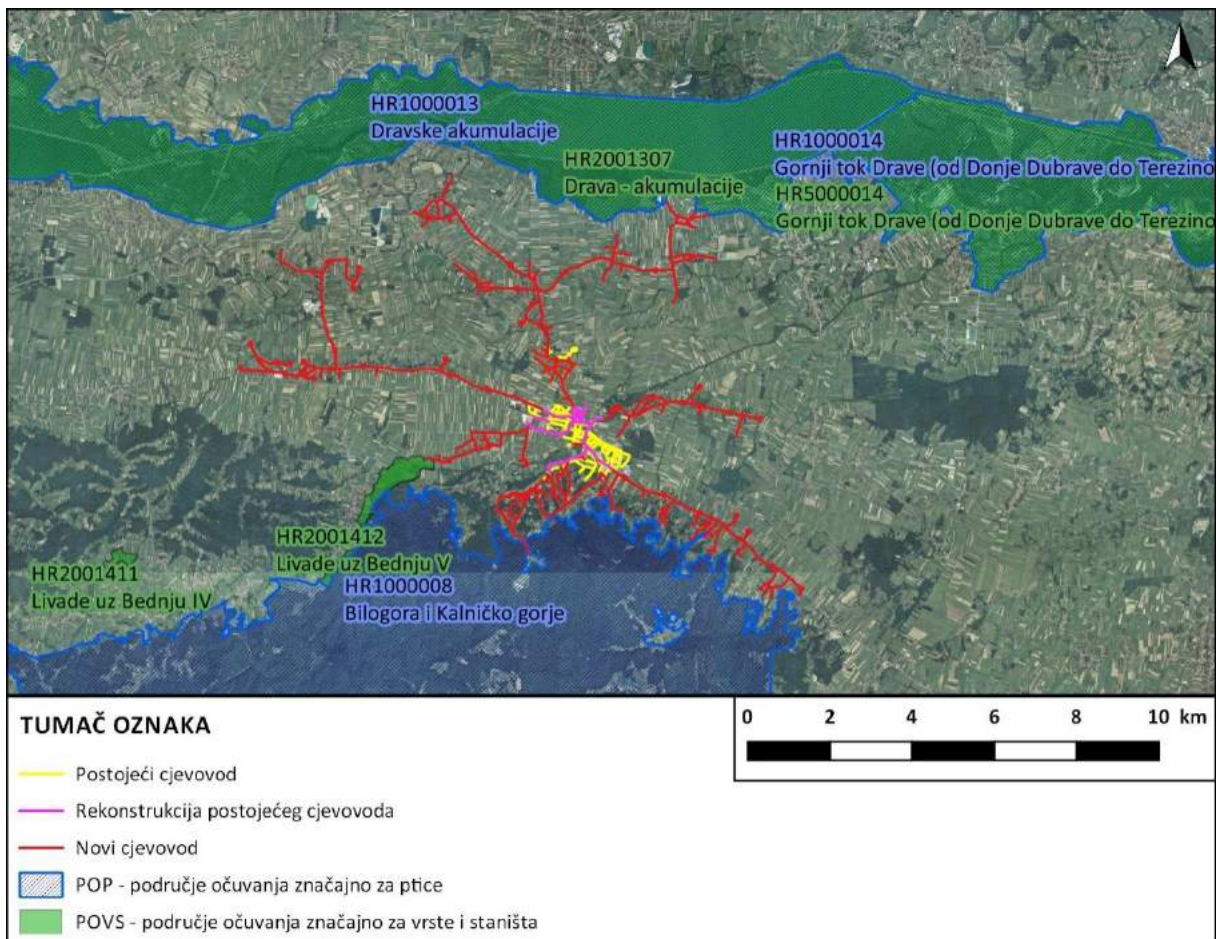 HR1000013
Dravske akumulacije
HR2001307
Drava - akumulacije
HR1000014
Gornji tok Drave (od Donje Dubrave do Terezino
HR5000014
Gornji tok Drave (od Donje Dubrave do Terezino
HR2001412
Livade uz Bednju V
HR2001411
Livade uz Bednju IV
HR1000008
Bilogora i Kalničko gorje
TUMAČ OZNAKA
Postojeći cjevovod
Rekonstrukcija postojećeg cjevovoda
Novi cjevovod
POP - područje očuvanja značajno za ptice
POVS - područje očuvanja značajno za vrste i staništa
0 2 4 6 8 10 km